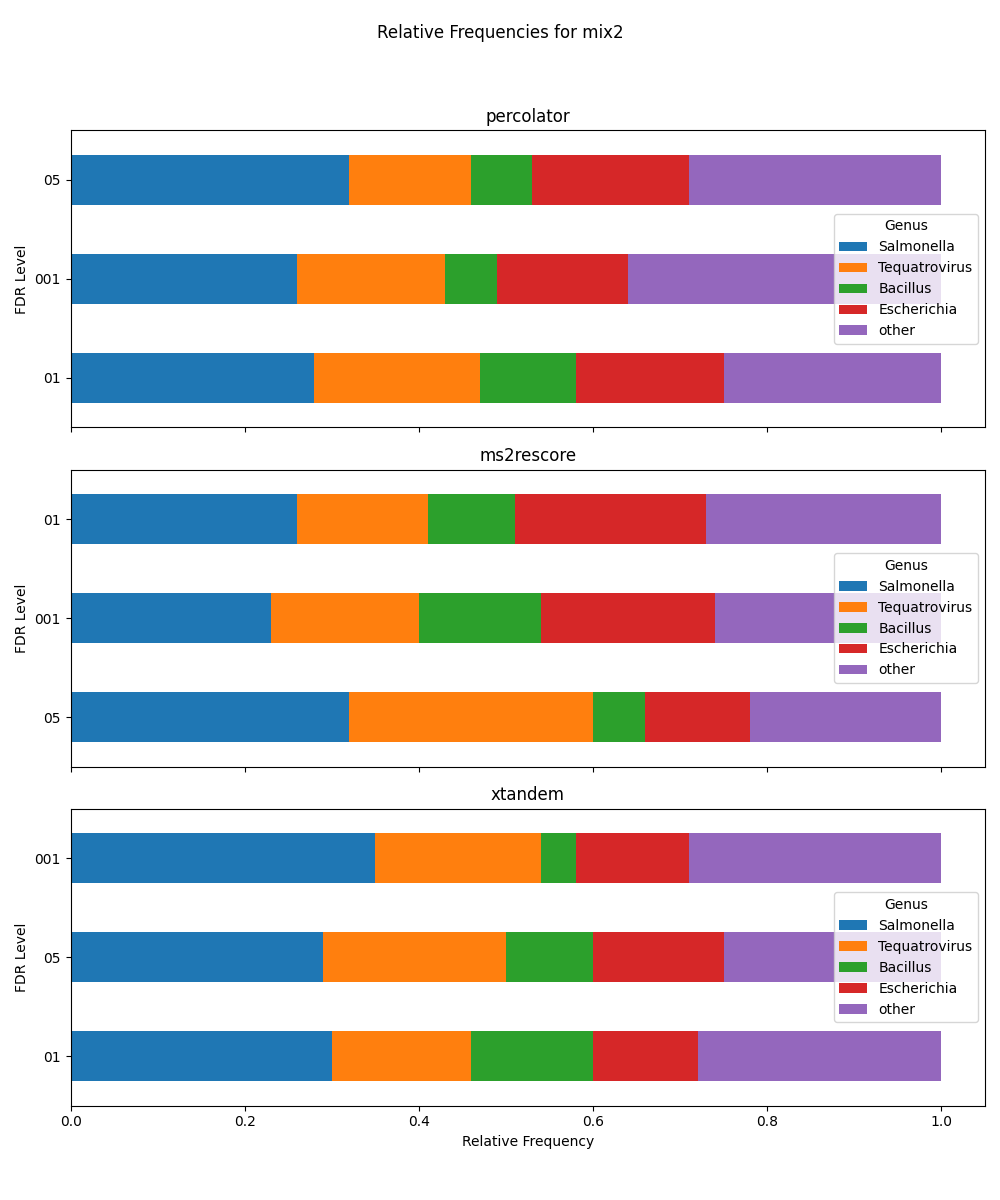 Relative Frequencies for mix2
percolator
05
001
01
FDR Level
Genus
Salmonella
Tequatrovirus
Bacillus
Escherichia
other
ms2rescore
01
001
05
FDR Level
Genus
Salmonella
Tequatrovirus
Bacillus
Escherichia
other
xtandem
001
05
01
FDR Level
Genus
Salmonella
Tequatrovirus
Bacillus
Escherichia
other
0.0 0.2 0.4 0.6 0.8 1.0
Relative Frequency